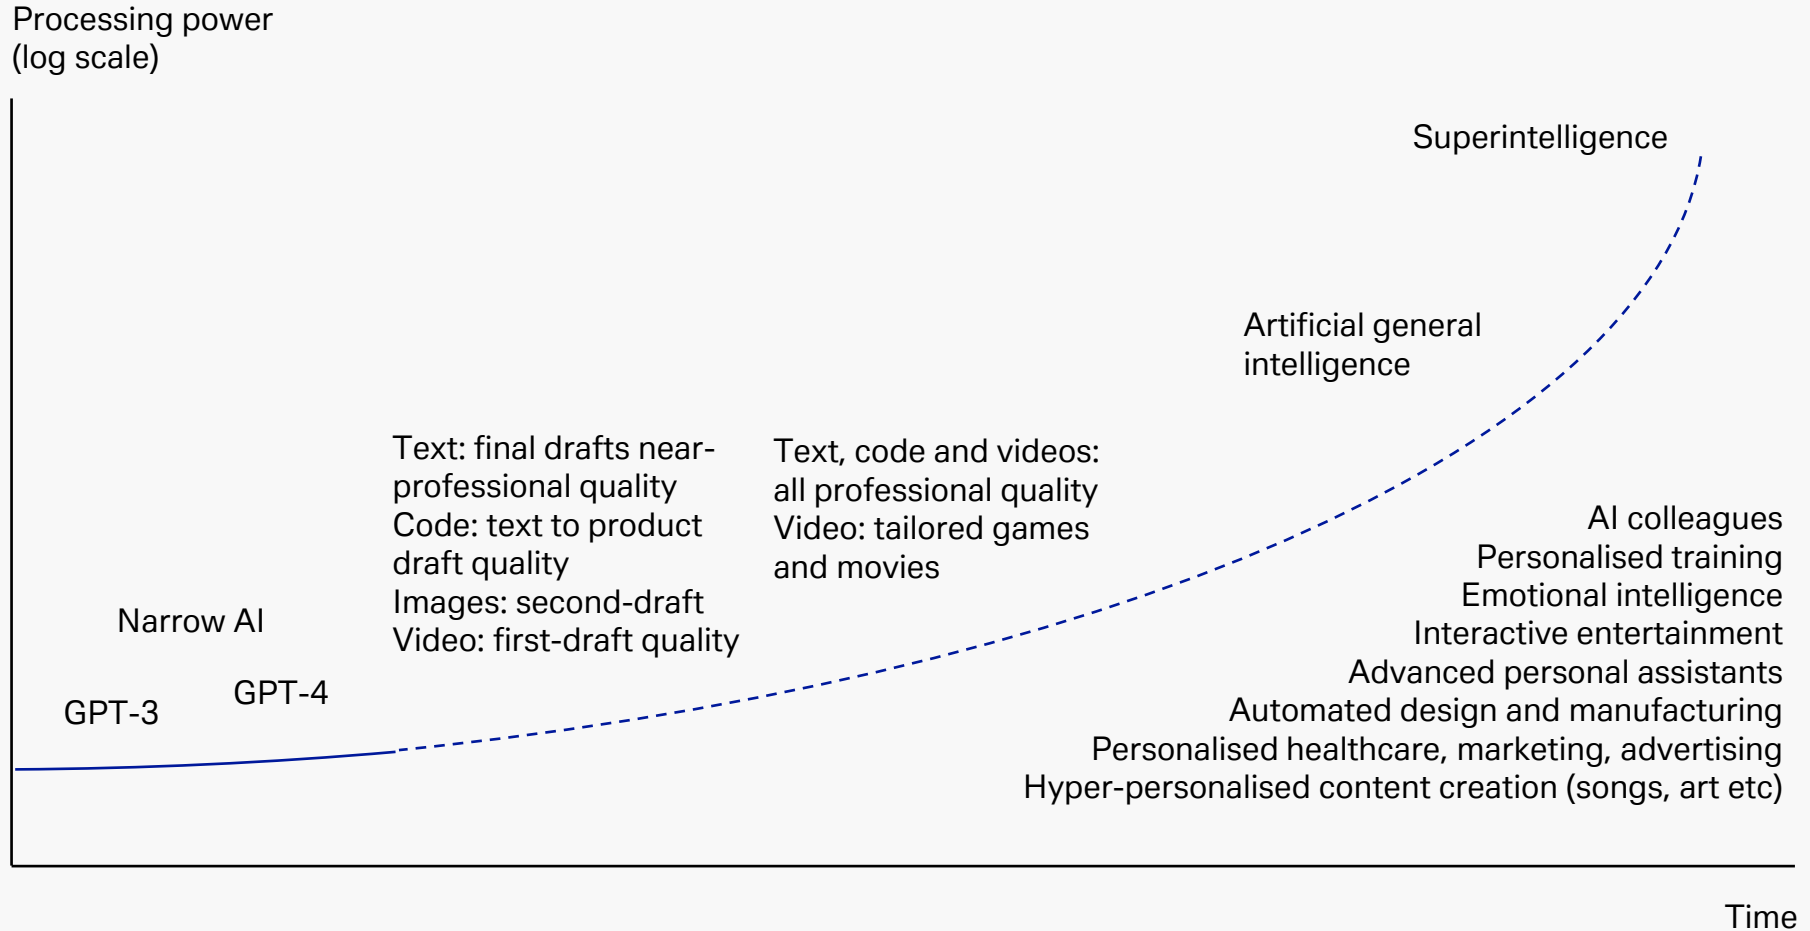 Processing power
(log scale)
Superintelligence
Artificial general
intelligence
Text: final drafts near-
professional quality
Code: text to product
draft quality
Images: second-draft
Video: first-draft quality
Text, code and videos:
all professional quality
Video: tailored games
and movies
Narrow AI
GPT-3
GPT-4
AI colleagues
Personalised training
Emotional intelligence
Interactive entertainment
Advanced personal assistants
Automated design and manufacturing
Personalised healthcare, marketing, advertising
Hyper-personalised content creation (songs, art etc)
Time